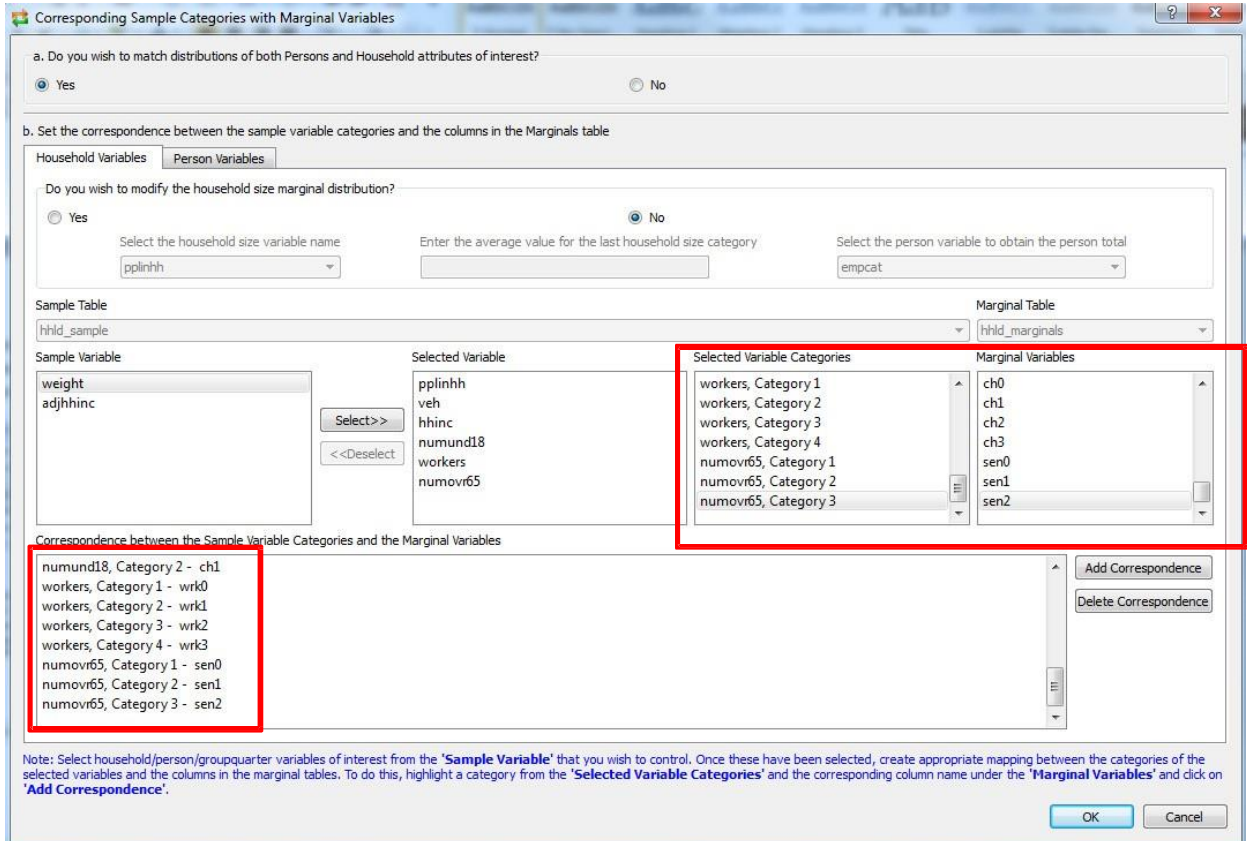 Corresponding Sample Categories with Marginal Variables
a. Do you wish to match distributions of both Persons and Household attributes of interest?
Yes
No
b. Set the correspondence between the sample variable categories and the columns in the Marginals table
Household Variables
Person Variables
Do you wish to modify the household size marginal distribution?
Yes
No
Select the household size variable name
Enter the average value for the last household size category
Select the person variable to obtain the person total
pplinhh
empcat
Sample Table
Marginal Table
hhld_sample
hhld_marginals
Sample Variable
Selected Variable
Selected Variable Categories
Marginal Variables
weight
adjhhinc
Select>>
<<Deselect
pplinhh
veh
hhinc
numund18
workers
numovr65
workers, Category 1
workers, Category 2
workers, Category 3
workers, Category 4
numovr65, Category 1
numovr65, Category 2
numovr65, Category 3
ch0
ch1
ch2
ch3
sen0
sen1
sen2
Correspondence between the Sample Variable Categories and the Marginal Variables
numund18, Category 2 - ch1
workers, Category 1 - wrk0
workers, Category 2 - wrk1
workers, Category 3 - wrk2
workers, Category 4 - wrk3
numovr65, Category 1 - sen0
numovr65, Category 2 - sen1
numovr65, Category 3 - sen2
Add Correspondence
Delete Correspondence
Note: Select household/person/groupquarter variables of interest from the 'Sample Variable' that you wish to control. Once these have been selected, create appropriate mapping between the categories of the
selected variables and the columns in the marginal tables. To do this, highlight a category from the 'Selected Variable Categories' and the corresponding column name under the 'Marginal Variables' and click on
'Add Correspondence'.
OK
Cancel